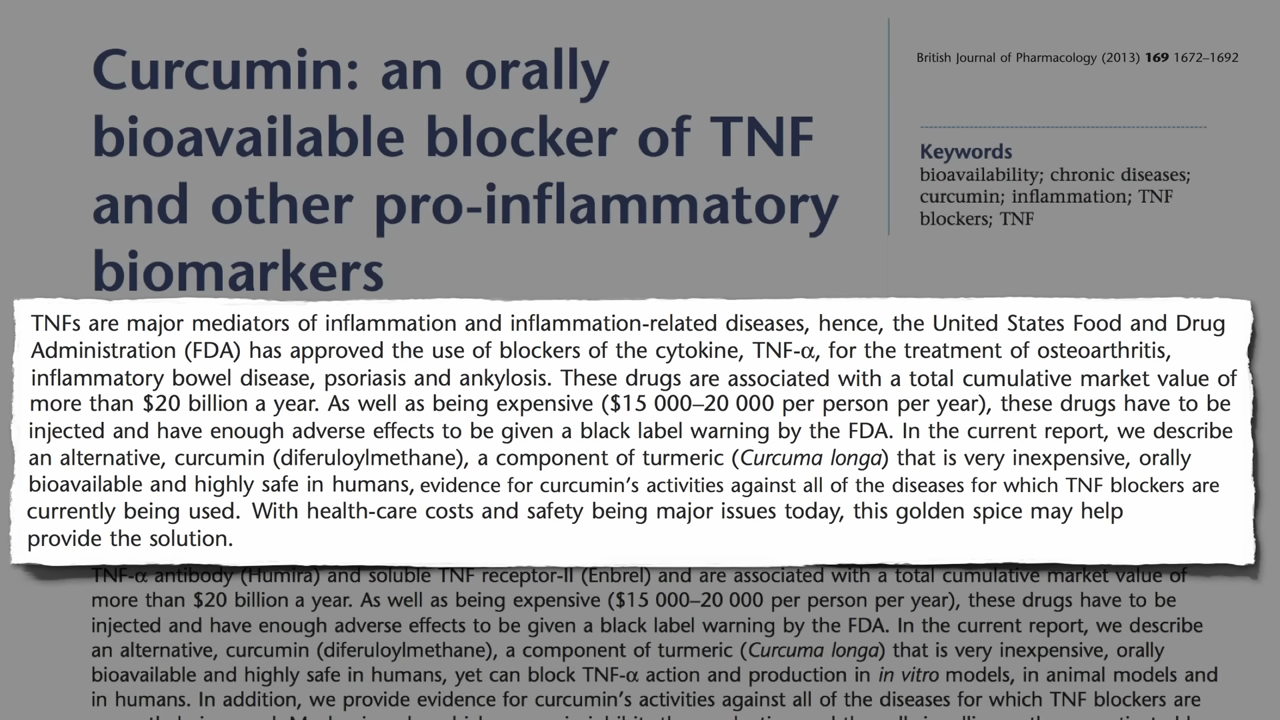 Curcumin: an orally
bioavailable blocker of TNF
and other pro-inflammatory
biomarkers
British Journal of Pharmacology (2013) 169 1672–1692
Keywords
bioavailability; chronic diseases;
curcumin; inflammation; TNF
blockers; TNF
TNFs are major mediators of inflammation and inflammation-related diseases, hence, the United States Food and Drug
Administration (FDA) has approved the use of blockers of the cytokine, TNF-α, for the treatment of osteoarthritis,
inflammatory bowel disease, psoriasis and ankylosis. These drugs are associated with a total cumulative market value of
more than $20 billion a year. As well as being expensive ($15 000–20 000 per person per year), these drugs have to be
injected and have enough adverse effects to be given a black label warning by the FDA. In the current report, we describe
an alternative, curcumin (diferuloylmethane), a component of turmeric (Curcuma longa) that is very inexpensive, orally
bioavailable and highly safe in humans, evidence for curcumin's activities against all of the diseases for which TNF blockers are
currently being used. With health-care costs and safety being major issues today, this golden spice may help
provide the solution.
TNF-α antibody (Humira) and soluble TNF receptor-II (Enbrel) and are associated with a total cumulative market value of
more than $20 billion a year. As well as being expensive ($15 000–20 000 per person per year), these drugs have to be
injected and have enough adverse effects to be given a black label warning by the FDA. In the current report, we describe
an alternative, curcumin (diferuloylmethane), a component of turmeric (Curcuma longa) that is very inexpensive, orally
bioavailable and highly safe in humans, yet can block TNF-α action and production in in vitro models, in animal models and
in humans. In addition, we provide evidence for curcumin's activities against all of the diseases for which TNF blockers are